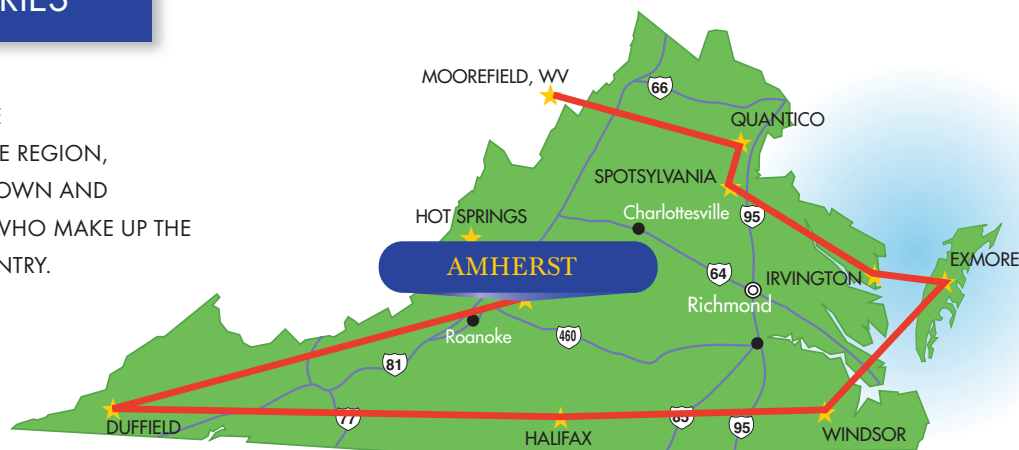 RIES
E REGION,
OWN AND
WHO MAKE UP THE
NTRY.
MOOREFIELD, WV
66
QUANTICO
SPOTSYLVANIA
Charlottesville
95
HOT SPRINGS
AMHERST
64
IRVINGTON
EXMORE
Richmond
Roanoke
460
81
DUFFIELD
77
HALIFAX
85
95
WINDSOR